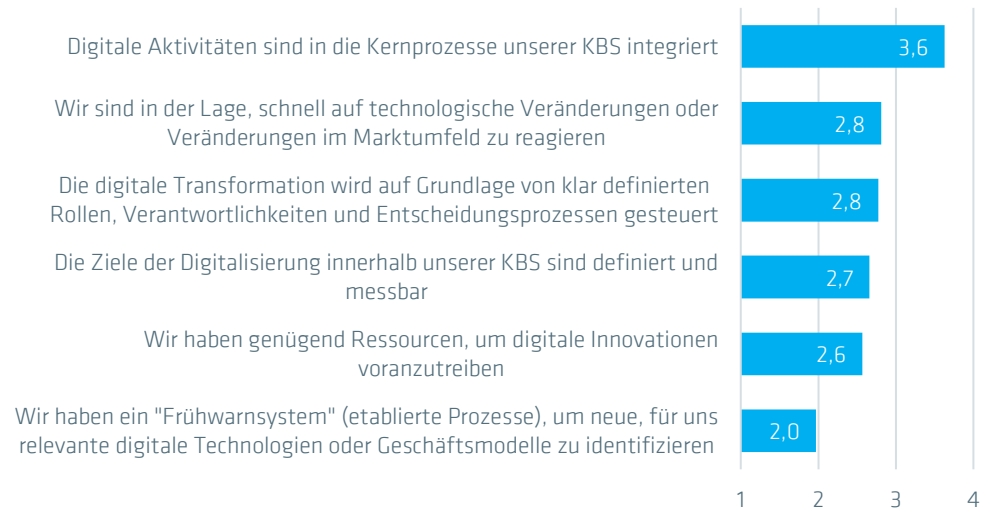 Digitale Aktivitäten sind in die Kernprozesse unserer KBS integriert
3,6
Wir sind in der Lage, schnell auf technologische Veränderungen oder
Veränderungen im Marktumfeld zu reagieren
2,8
Die digitale Transformation wird auf Grundlage von klar definierten
Rollen, Verantwortlichkeiten und Entscheidungsprozessen gesteuert
2,8
Die Ziele der Digitalisierung innerhalb unserer KBS sind definiert und
messbar
2,7
Wir haben genügend Ressourcen, um digitale Innovationen
voranzutreiben
2,6
Wir haben ein "Frühwarnsystem" (etablierte Prozesse), um neue, für uns
relevante digitale Technologien oder Geschäftsmodelle zu identifizieren
2,0
1 2 3 4